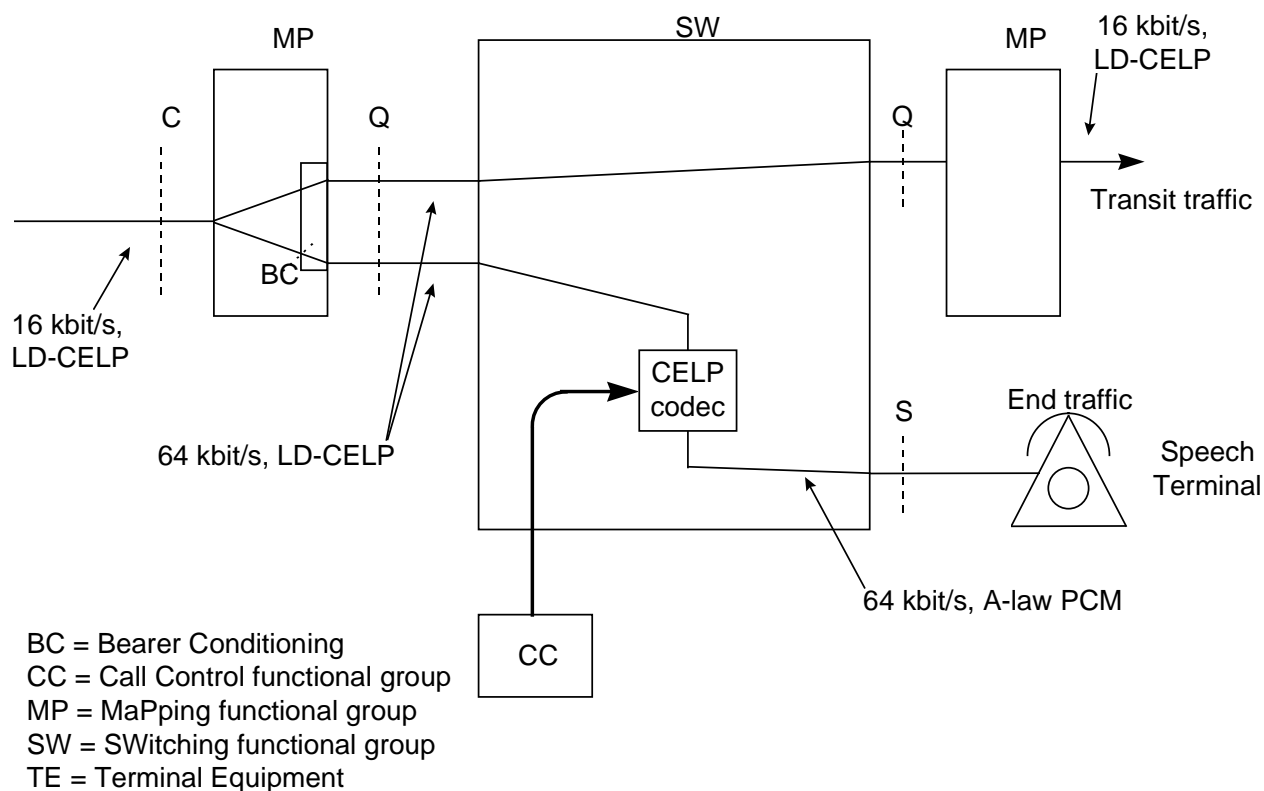 MP
SW
MP
16 kbit/s,
LD-CELP
C
Q
Q
Transit traffic
BC
16 kbit/s,
LD-CELP
CELP
codec
S
End traffic
64 kbit/s, LD-CELP
Speech
Terminal
64 kbit/s, A-law PCM
CC
BC = Bearer Conditioning
CC = Call Control functional group
MP = MaPping functional group
SW = SWitching functional group
TE = Terminal Equipment